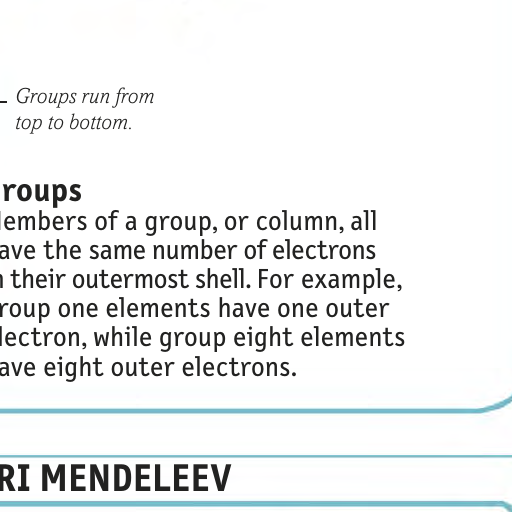 Groups run from
top to bottom.
roups
embers of a group, or column, all
ave the same number of electrons
n their outermost shell. For example,
roup one elements have one outer
lectron, while group eight elements
ave eight outer electrons.
RI MENDELEEV